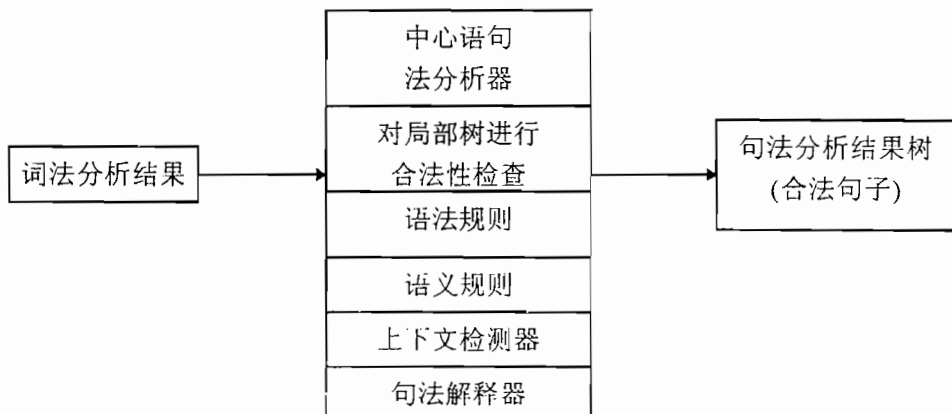 中心语句
法分析器
词法分析结果
对局部树进行
合法性检查
语法规则
语义规则
上下文检测器
句法解释器
句法分析结果树
(合法句子)